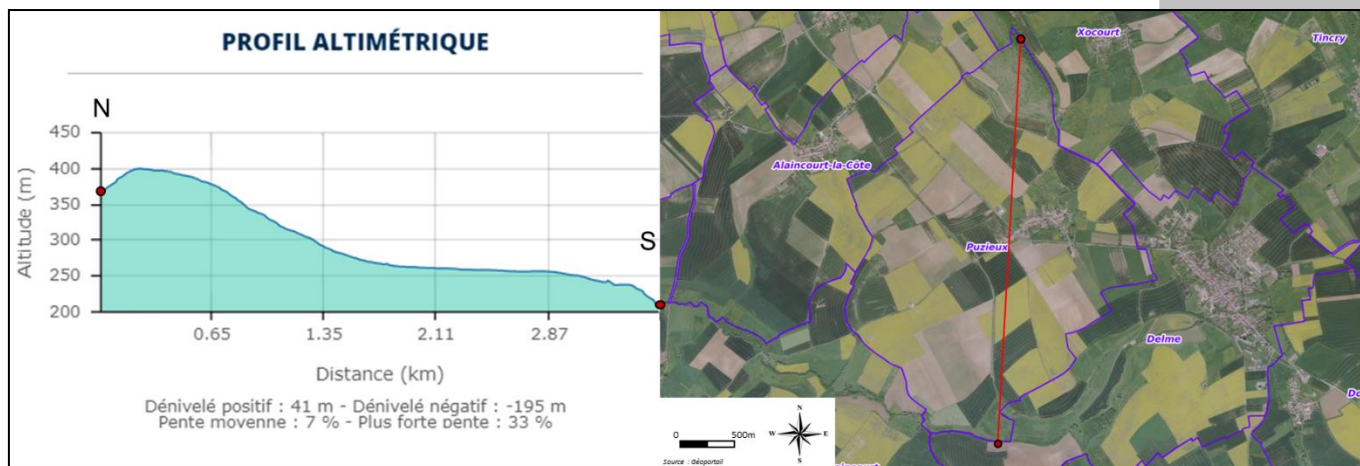 PROFIL ALTIMÉTRIQUE
N
450
400
350
300
250
200
Altitude (m)
S
0.65 1.35 2.11 2.87
Distance (km)
Dénivelé positif : 41 m - Dénivelé négatif : -195 m
Pente moyenne : 7 % - Plus forte pente : 33 %
Xocourt
Tincry
Alaincourt-la-Côte
Puzieux
Delme
0 500m
N
W E
S
Source : Géoportail